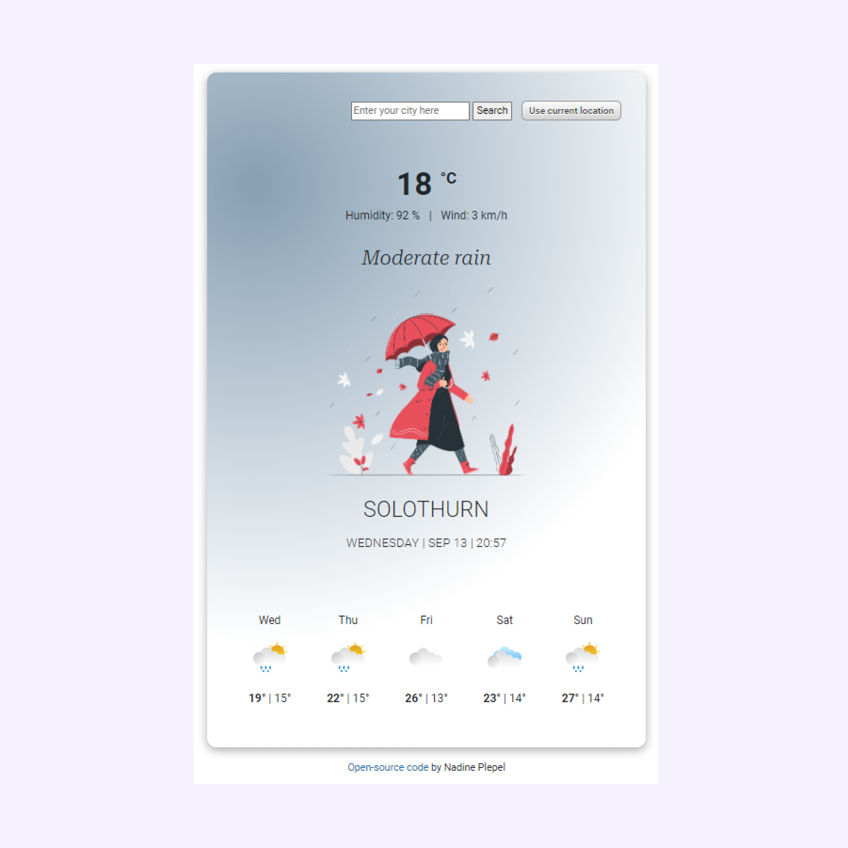 Enter your city here Search Use current location
18 °C
Humidity: 92 % | Wind: 3 km/h
Moderate rain
SOLOTHURN
WEDNESDAY | SEP 13 | 20:57
Wed Thu Fri Sat Sun
19° | 15° 22° | 15° 26° | 13° 23° | 14° 27° | 14°
Open-source code by Nadine Plepel